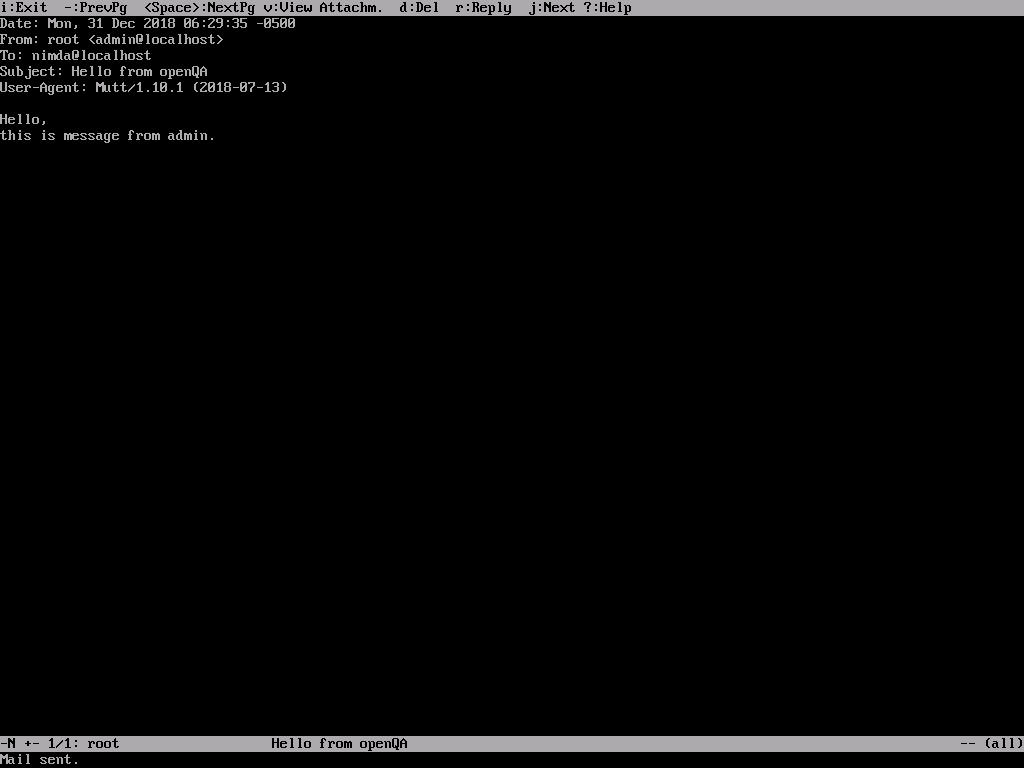 i:Exit  -:PrevPg  <Space>:NextPg v:View Attachm.  d:Del  r:Reply  j:Next ?:Help
Date: Mon, 31 Dec 2018 06:29:35 -0500
From: root <admin@localhost>
To: nimda@localhost
Subject: Hello from openQA
User-Agent: Mutt/1.10.1 (2018-07-13)

Hello,
this is message from admin.
-N +- 1/1: root                   Hello from openQA                                                                     -- (all)
Mail sent.